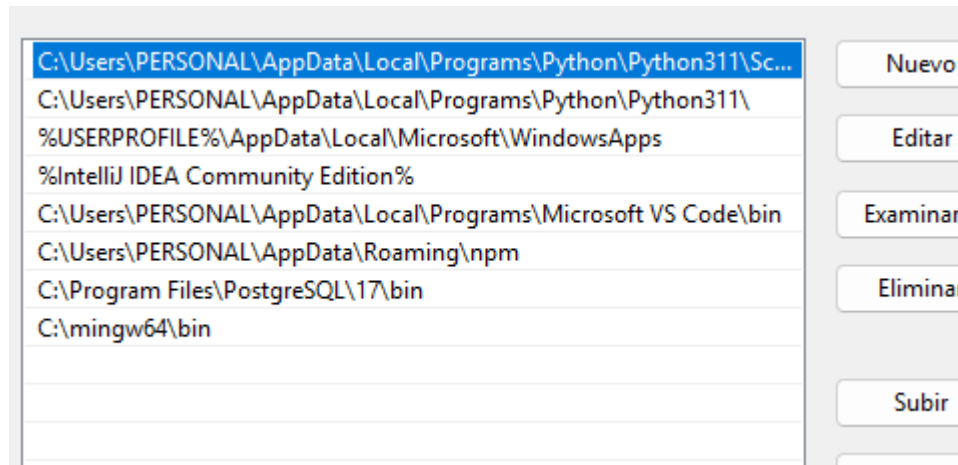 C:\Users\PERSONAL\AppData\Local\Programs\Python\Python311\Sc...
Nuevo
C:\Users\PERSONAL\AppData\Local\Programs\Python\Python311\
%USERPROFILE%\AppData\Local\Microsoft\WindowsApps
Editar
%IntelliJ IDEA Community Edition%
C:\Users\PERSONAL\AppData\Local\Programs\Microsoft VS Code\bin
Examinar
C:\Users\PERSONAL\AppData\Roaming\npm
C:\Program Files\PostgreSQL\17\bin
Eliminar
C:\mingw64\bin
Subir